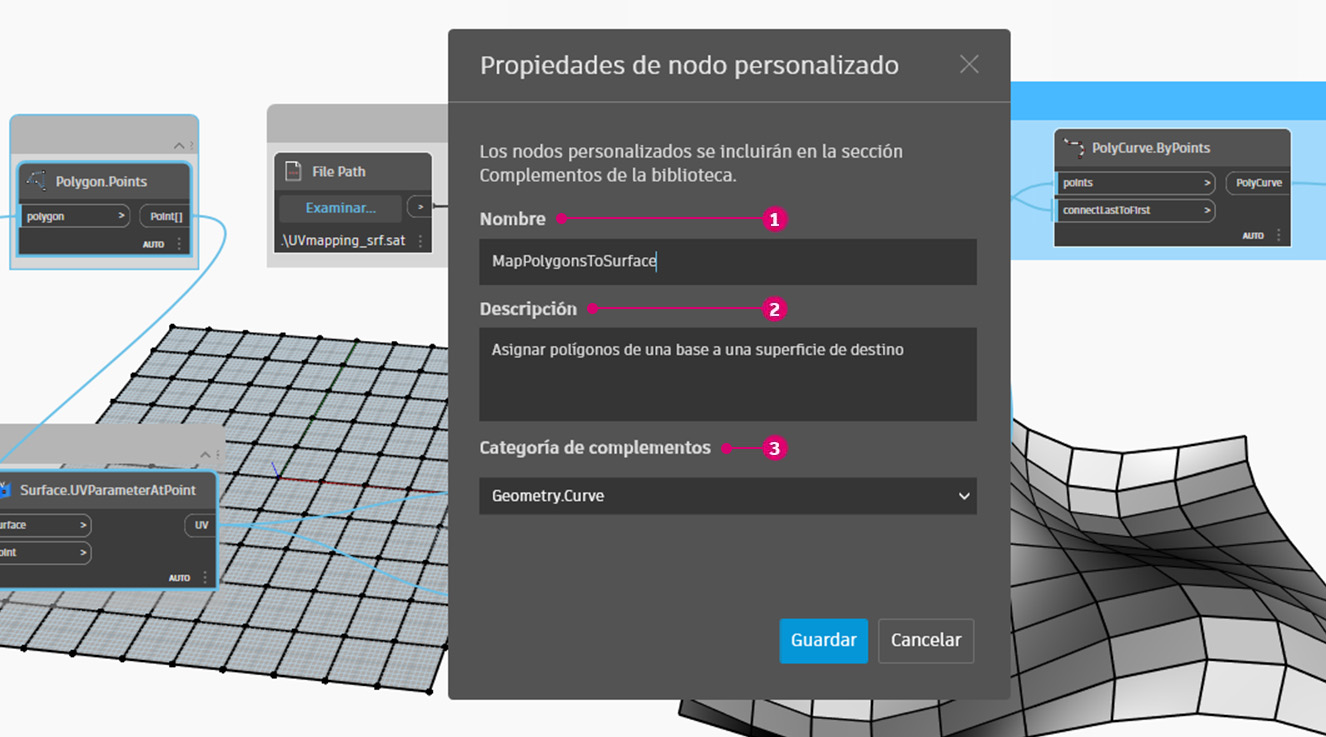 Propiedades de nodo personalizado
Los nodos personalizados se incluirán en la sección
Complementos de la biblioteca.
Nombre
1
MapPolygonsToSurface
Descripción
2
Asignar polígonos de una base a una superficie de destino
Categoría de complementos
3
Geometry.Curve
Guardar
Cancelar
Polygon.Points
polygon >
Point[]
AUTO
File Path
Examinar...
>
.\UVmapping_srf.sat
PolyCurve.ByPoints
points >
PolyCurve
connectLastToFirst >
AUTO
Surface.UVParameterAtPoint
urface >
UV
oint >
AUTO